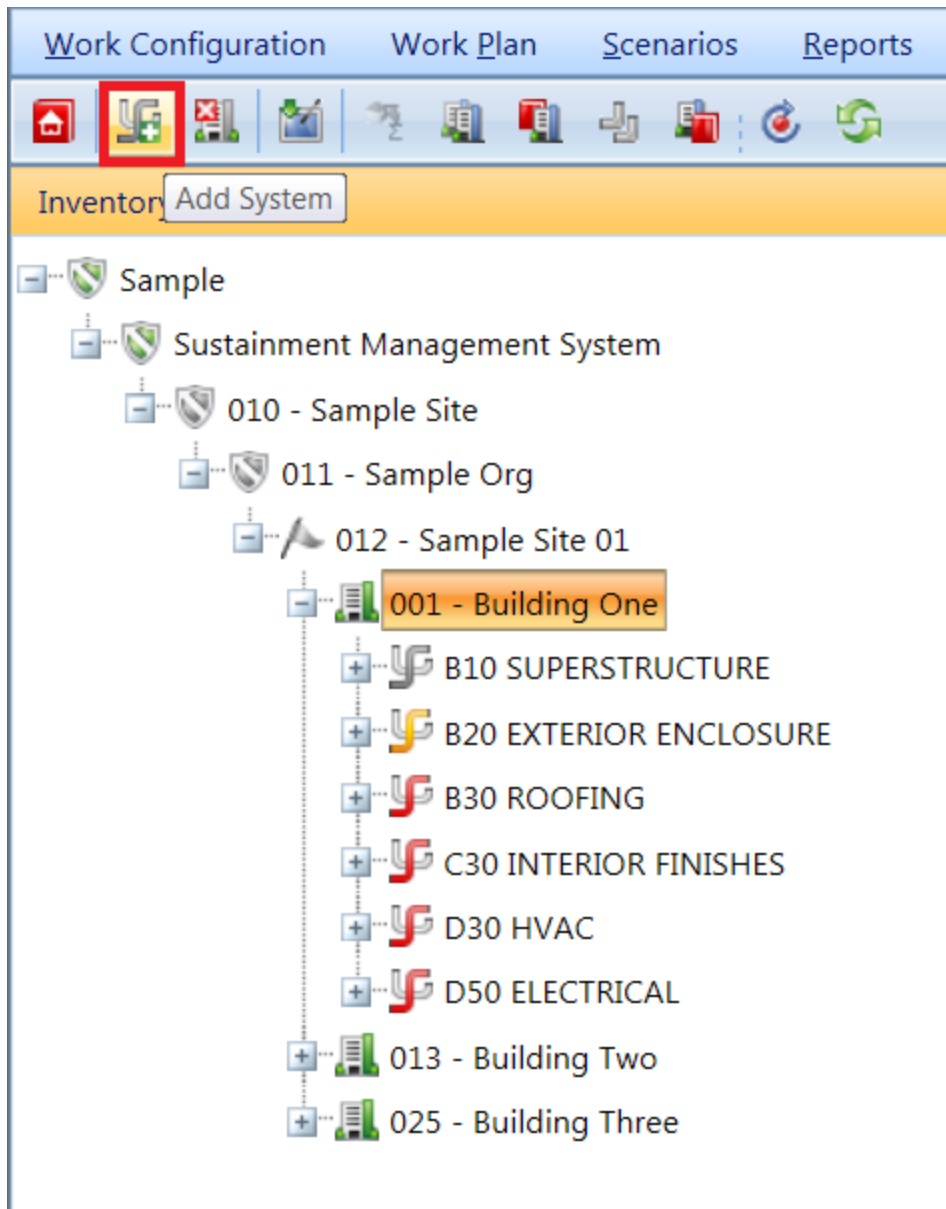 Work Configuration Work Plan Scenarios Reports
Inventory Add System
Sample
Sustainment Management System
010 - Sample Site
011 - Sample Org
012 - Sample Site 01
001 - Building One
B10 SUPERSTRUCTURE
B20 EXTERIOR ENCLOSURE
B30 ROOFING
C30 INTERIOR FINISHES
D30 HVAC
D50 ELECTRICAL
013 - Building Two
025 - Building Three